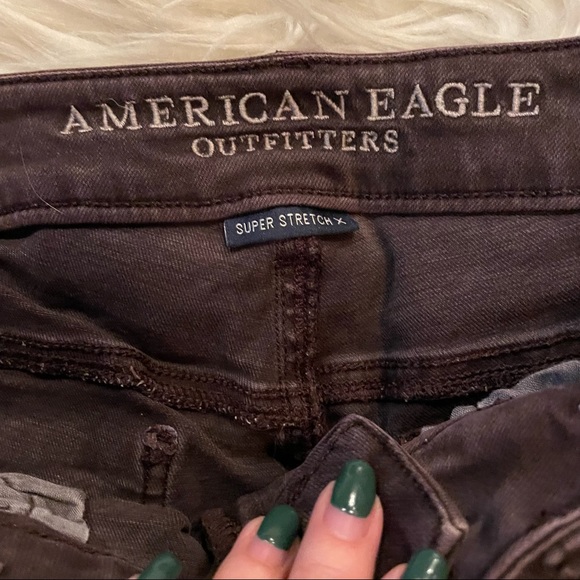 AMERICAN EAGLE
OUTFITTERS
SUPER STRETCH X